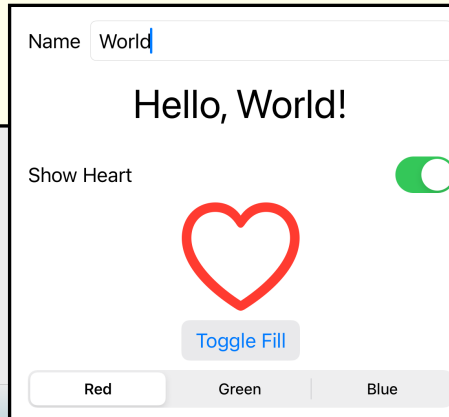 Name World
Hello, World!
Show Heart
Toggle Fill
Red Green Blue